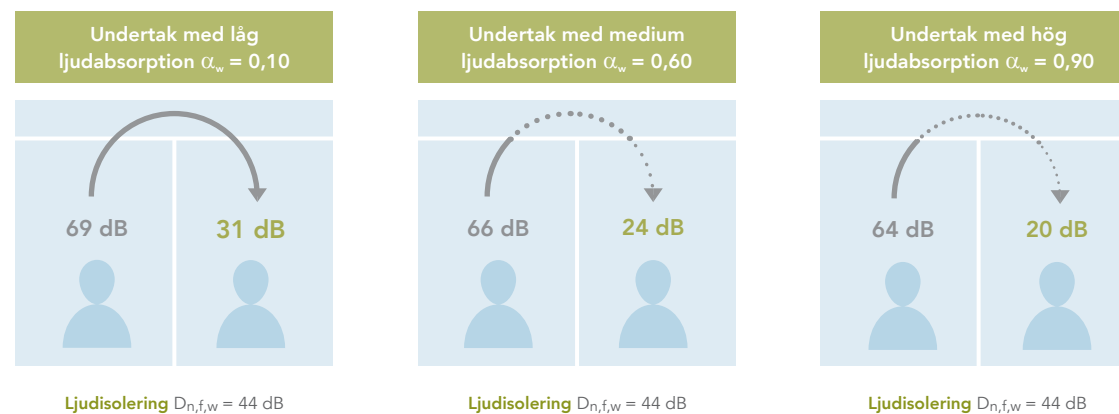 Undertak med låg
ljudabsorption αw = 0,10
69 dB
31 dB
Ljudisolering Dn,f,w = 44 dB
Undertak med medium
ljudabsorption αw = 0,60
66 dB
24 dB
Ljudisolering Dn,f,w = 44 dB
Undertak med hög
ljudabsorption αw = 0,90
64 dB
20 dB
Ljudisolering Dn,f,w = 44 dB